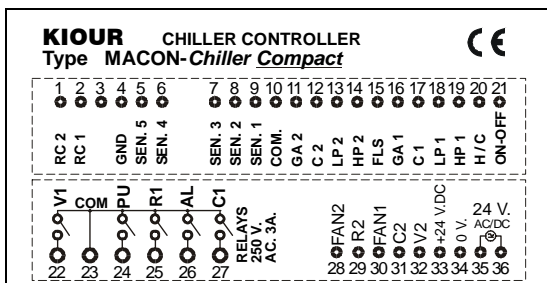 KIOUR CHILLER CONTROLLER CE
Type MACON-Chiller Compact
1 2 3 4 5 6 7 8 9 10 11 12 13 14 15 16 17 18 19 20 21
RC 2 RC 1 GND SEN. 5 SEN. 4 SEN. 3 SEN. 2 SEN. 1 COM. GA 2 C 2 LP 2 HP 2 FLS GA 1 C 1 LP 1 HP 1 H / C ON-OFF
V1 COM PU R1 AL C1
RELAYS
250 V.
AC. 3A.
FAN2 R2 FAN1 C2 V2 +24 V.DC 0 V.
24 V.
AC/DC
22 23 24 25 26 27 28 29 30 31 32 33 34 35 36